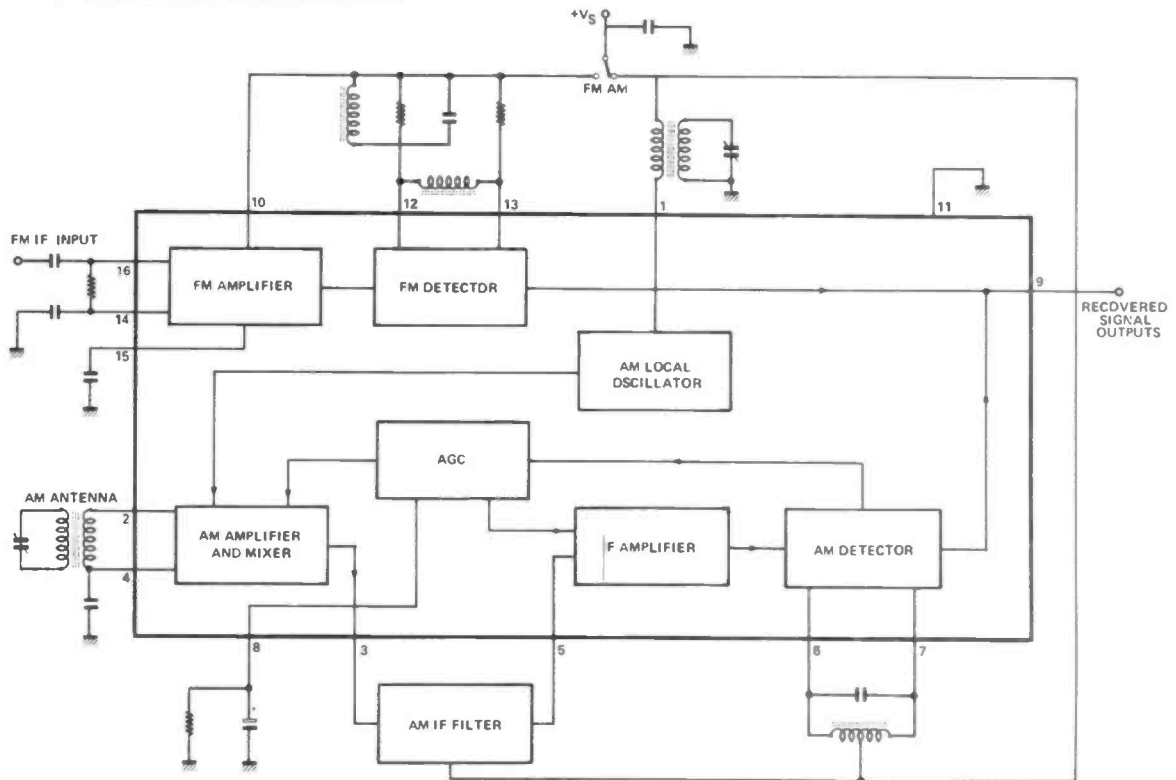 +VS
FM AM
10
12
13
1
11
FM IF INPUT
16
FM AMPLIFIER
FM DETECTOR
9
14
RECOVERED
SIGNAL
OUTPUTS
15
AM LOCAL
OSCILLATOR
AGC
AM ANTENNA
2
AM AMPLIFIER
AND MIXER
IF AMPLIFIER
AM DETECTOR
4
8
3
5
6
7
+
AM IF FILTER